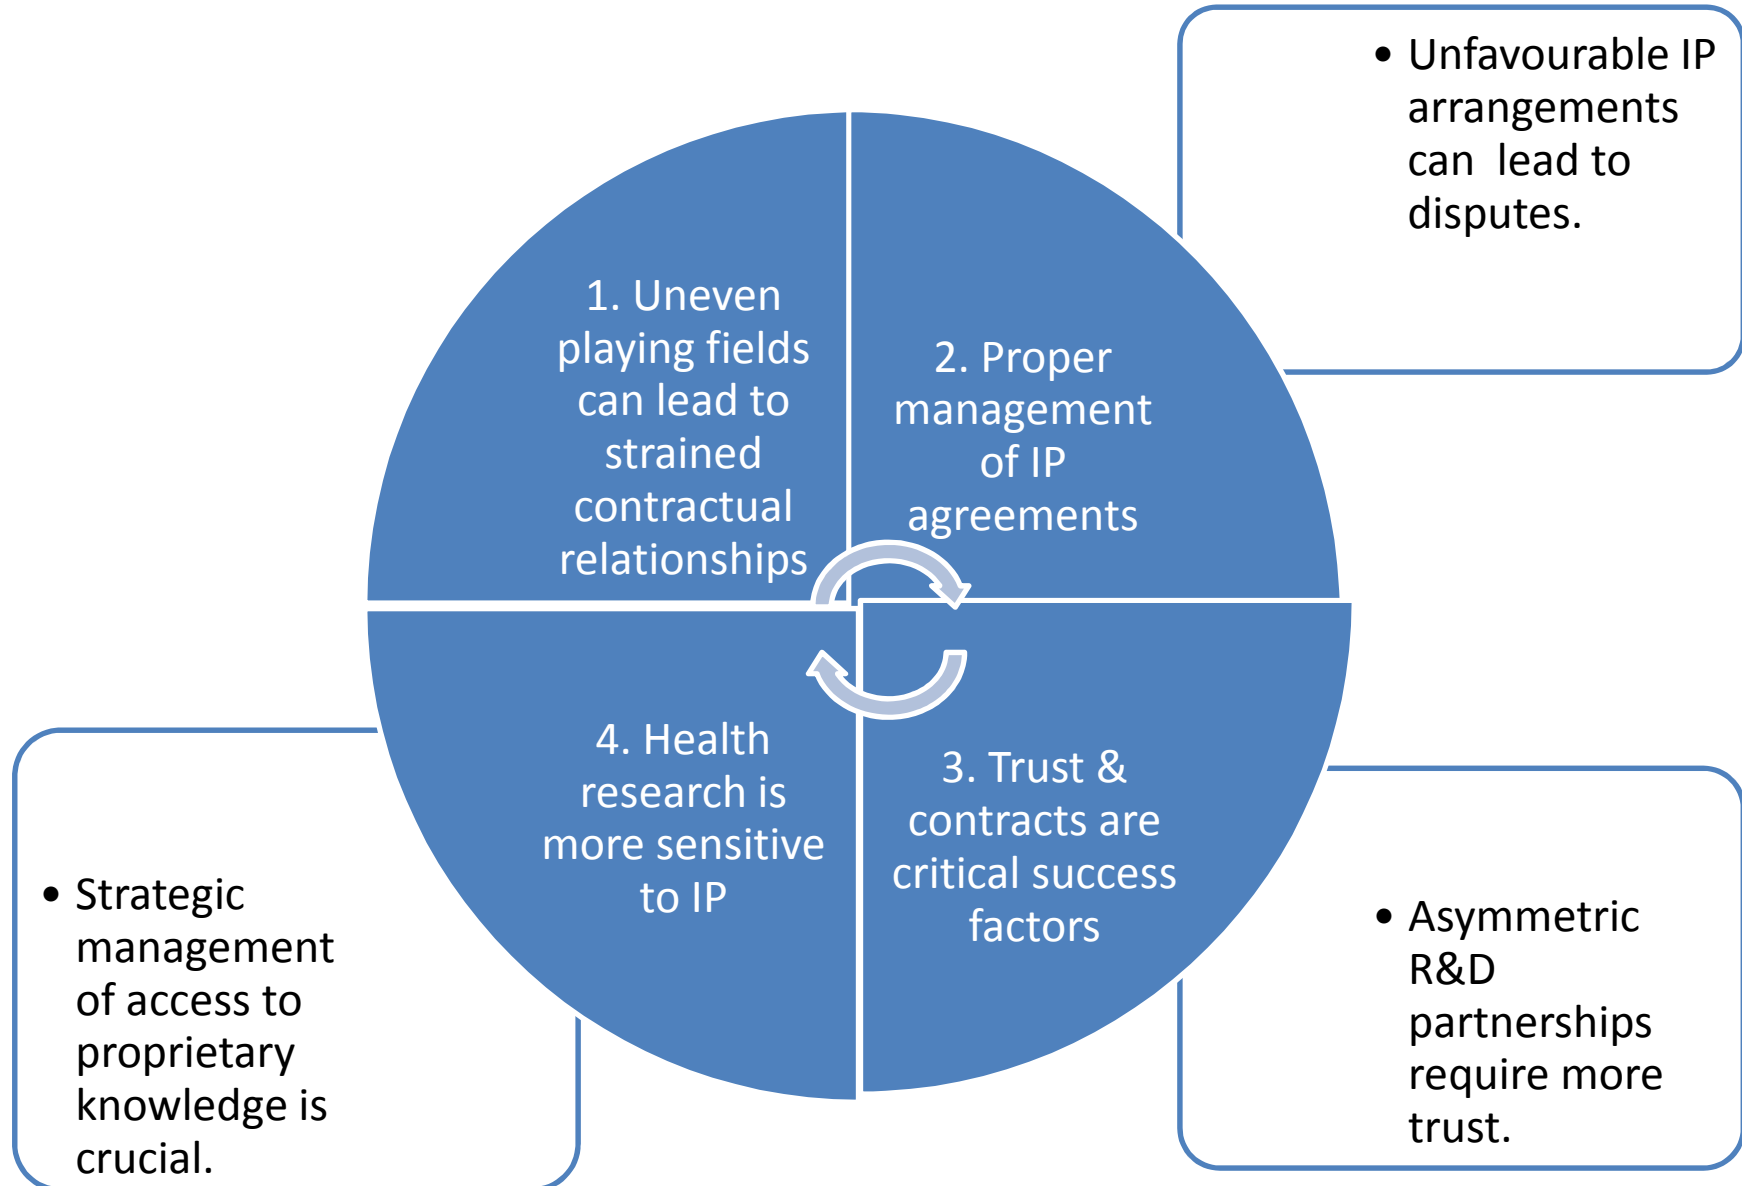 1. Uneven
playing fields
can lead to
strained
contractual
relationships
2. Proper
management
of IP
agreements
• Unfavourable IP
arrangements
can  lead to
disputes.
3. Trust &
contracts are
critical success
factors
• Asymmetric
R&D
partnerships
require more
trust.
4. Health
research is
more sensitive
to IP
• Strategic
management
of access to
proprietary
knowledge is
crucial.